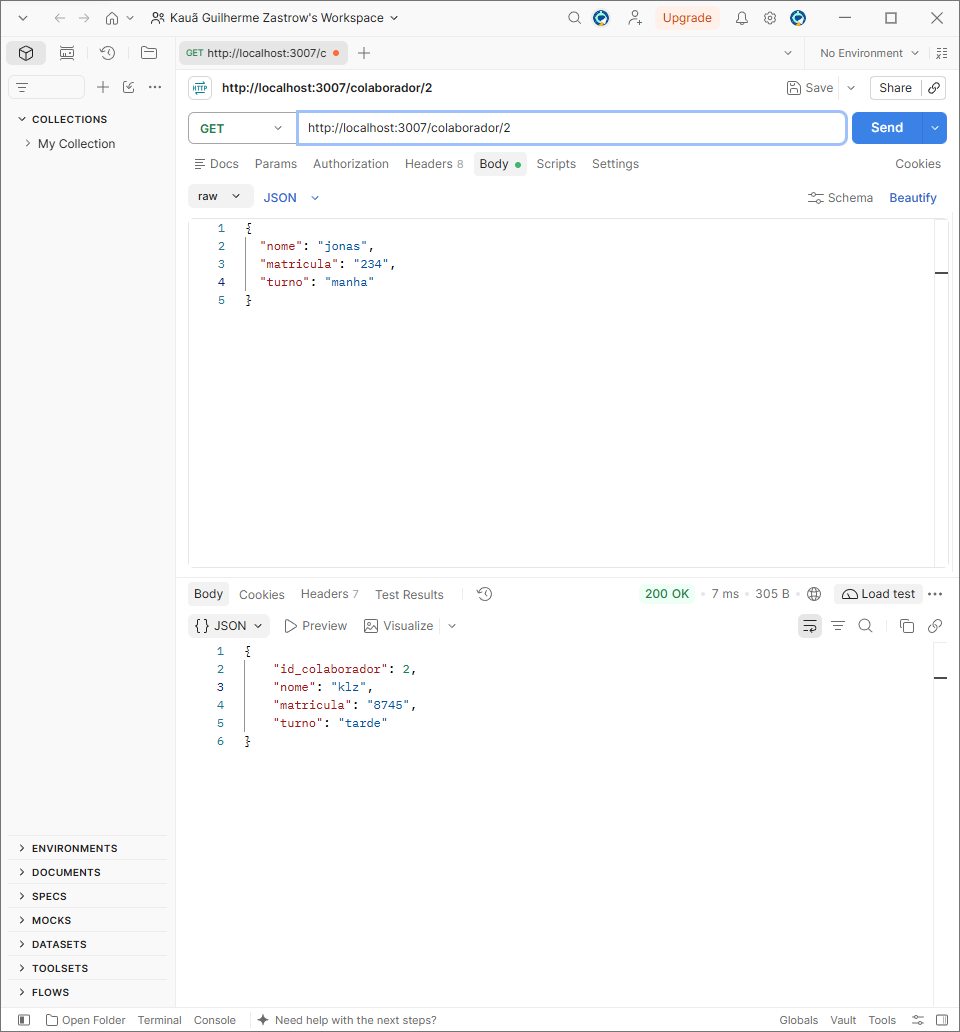 Kauã Guilherme Zastrow's Workspace
Upgrade
GET http://localhost:3007/c
No Environment
HTTP http://localhost:3007/colaborador/2
Save
Share
GET
http://localhost:3007/colaborador/2
Send
Docs Params Authorization Headers 8 Body Scripts Settings
Cookies
raw
JSON
Schema
Beautify
1 {
2 "nome": "jonas",
3 "matricula": "234",
4 "turno": "manha"
5 }
Body Cookies Headers 7 Test Results
200 OK • 7 ms • 305 B •
Load test
{} JSON
Preview
Visualize
1 {
2 "id_colaborador": 2,
3 "nome": "klz",
4 "matricula": "8745",
5 "turno": "tarde"
6 }
COLLECTIONS
My Collection
ENVIRONMENTS
DOCUMENTS
SPECS
MOCKS
DATASETS
TOOLSETS
FLOWS
Open Folder Terminal Console
Need help with the next steps?
Globals Vault Tools